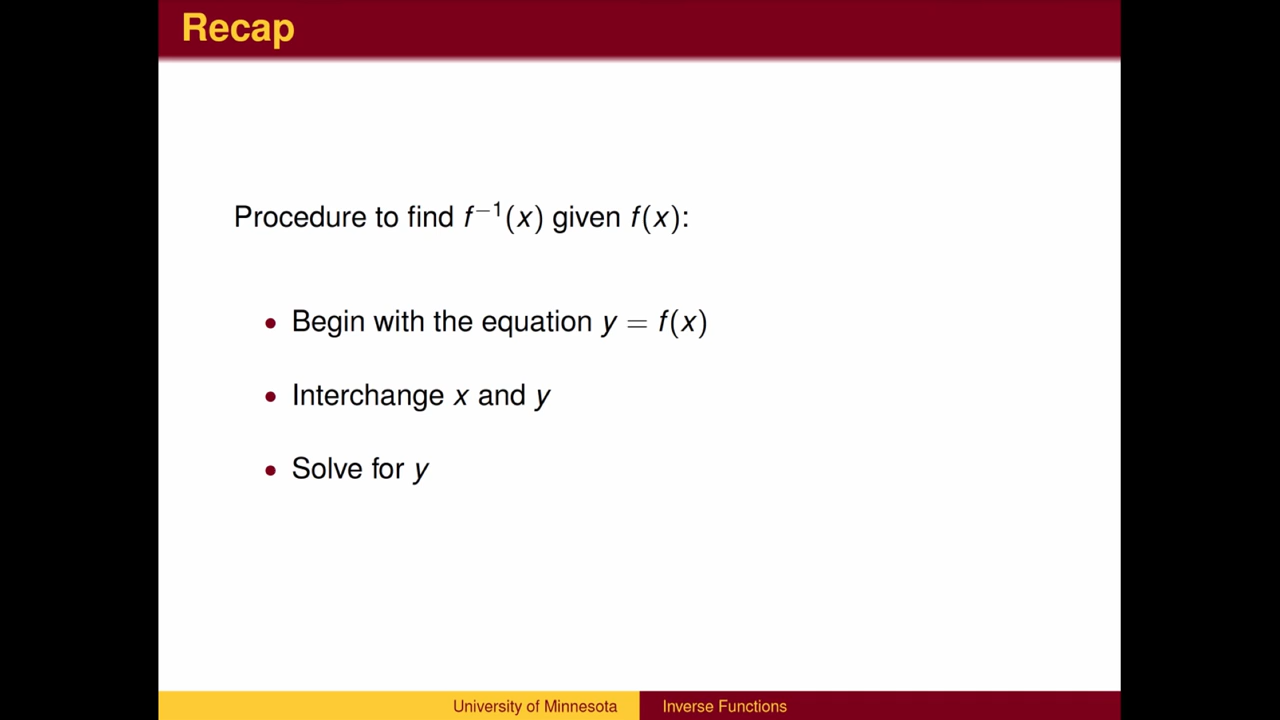 Recap
Procedure to find f⁻¹(x) given f(x):
• Begin with the equation y = f(x)
• Interchange x and y
• Solve for y
University of Minnesota
Inverse Functions